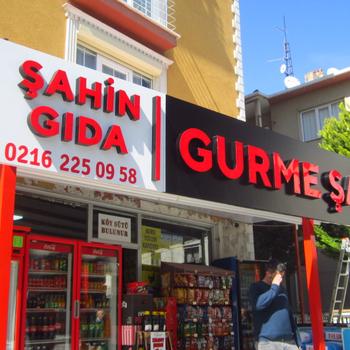 ŞAHİN
GIDA
0216 225 09 58
GURME Ş
KÖY SÜTÜ
BULUNUR